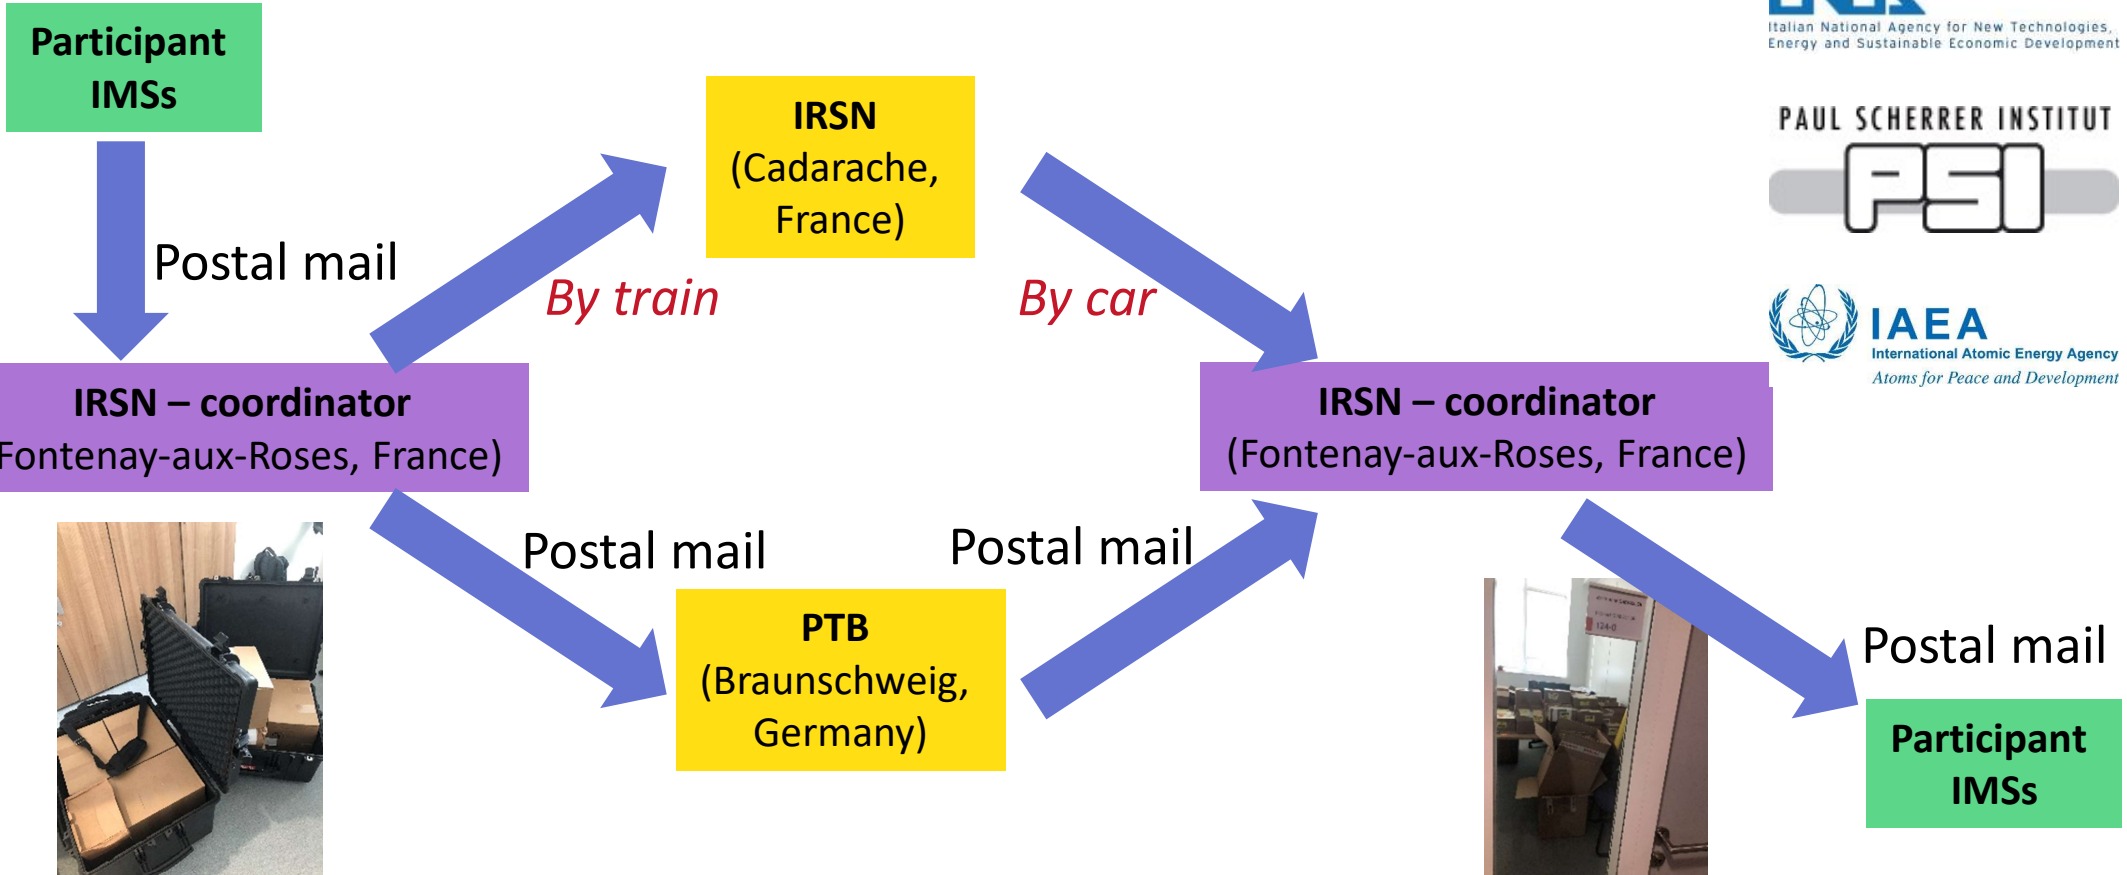 Participant
IMSs
Italian National Agency for New Technologies,
Energy and Sustainable Economic Development
IRSN
(Cadarache,
France)
PAUL SCHERRER INSTITUT
PSI
Postal mail
By train
By car
IAEA
International Atomic Energy Agency
Atoms for Peace and Development
IRSN – coordinator
Fontenay-aux-Roses, France)
IRSN – coordinator
(Fontenay-aux-Roses, France)
Postal mail
Postal mail
PTB
(Braunschweig,
Germany)
124-0
Postal mail
Participant
IMSs